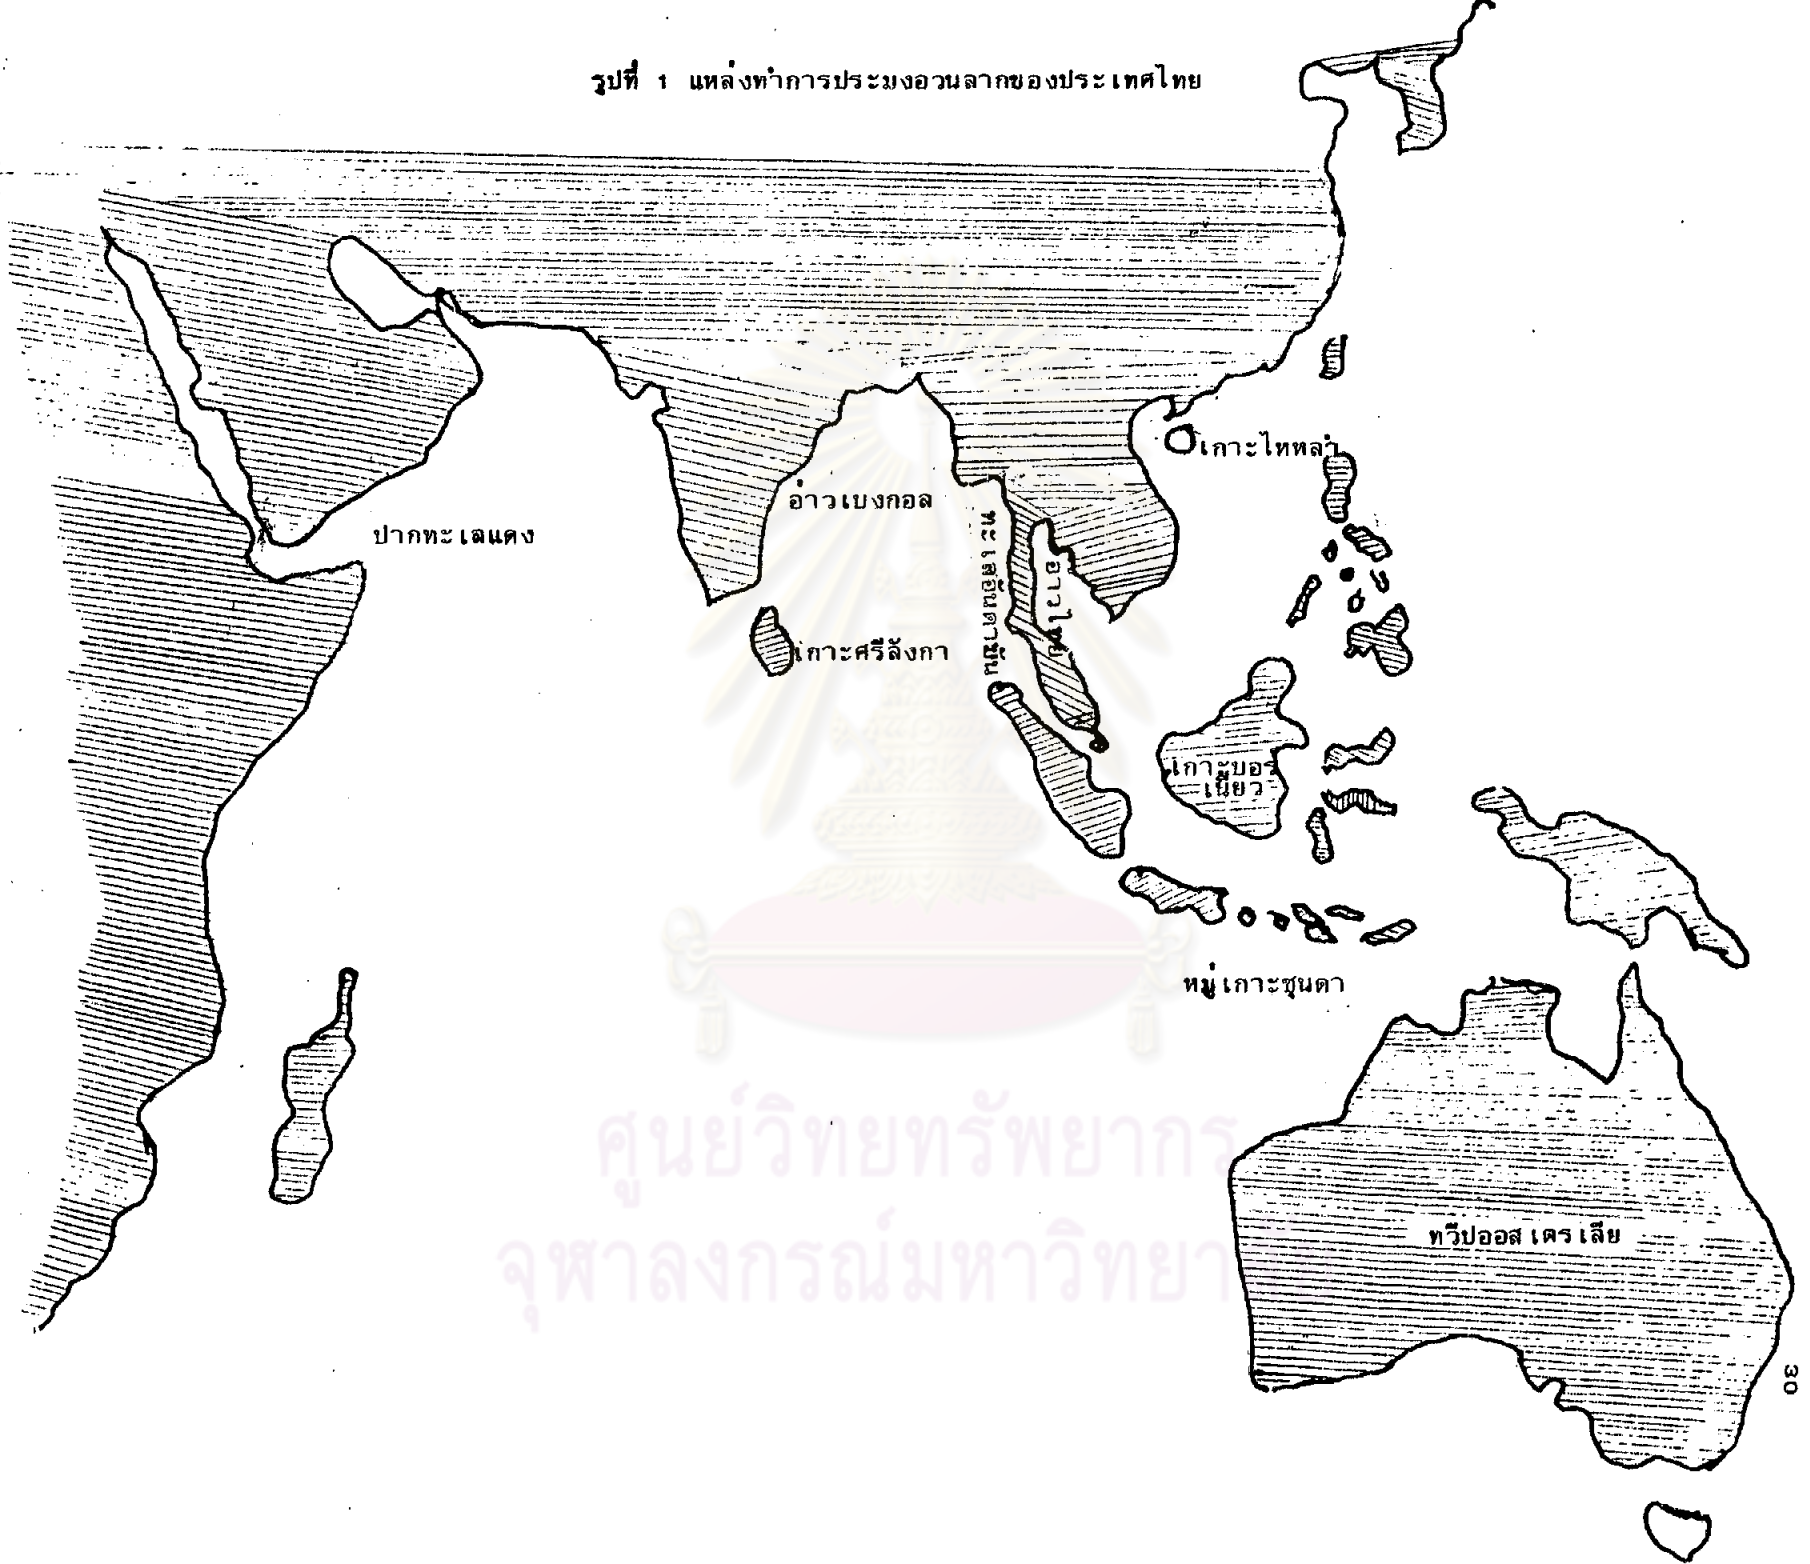 รูปที่ 1 แหล่งทำการประมงอวนลากของประเทศไทย
เกาะไหหลำ
อ่าวเบงกอล
ปากทะเลแดง
ทะเลอันดามัน
อ่าวไทย
เกาะศรีลังกา
เกาะบอร
เนียว
หมู่เกาะซุนดา
ศูนย์วิทยทรัพยากร
ทวีปออสเตรเลีย
จุฬาลงกรณ์มหาวิทยา
30